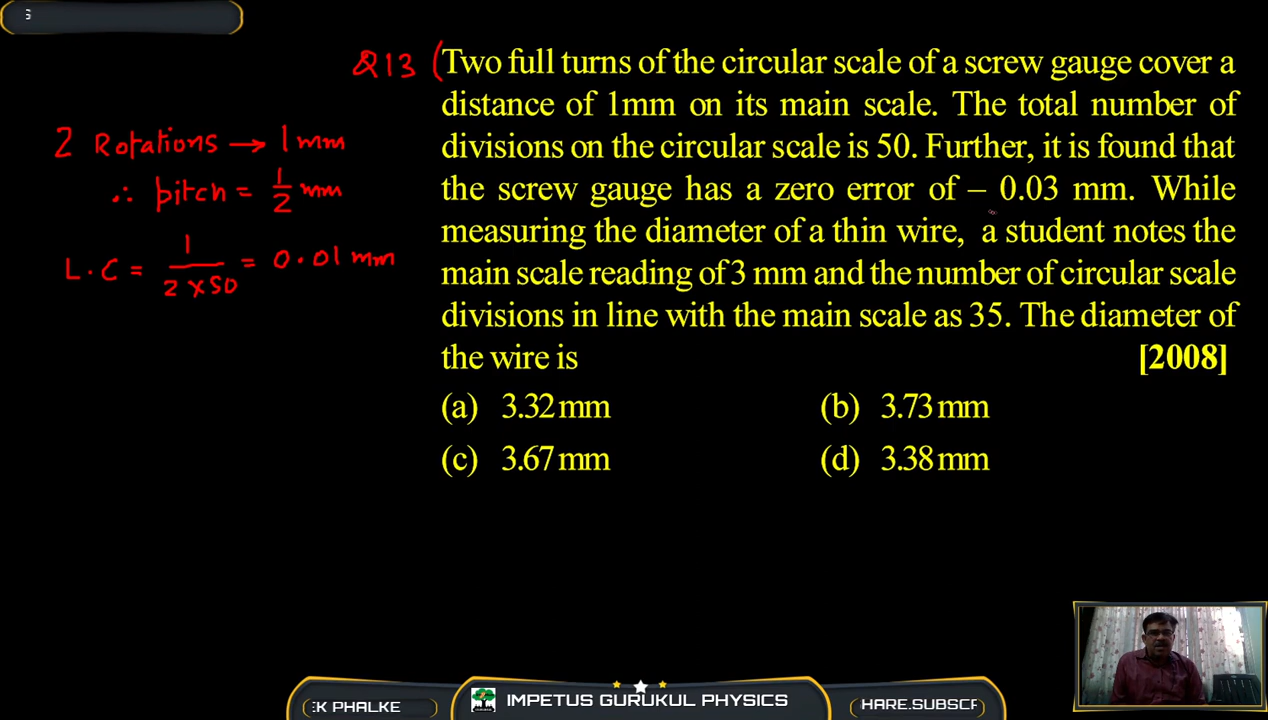 Q13 (Two full turns of the circular scale of a screw gauge cover a
distance of 1mm on its main scale. The total number of
divisions on the circular scale is 50. Further, it is found that
the screw gauge has a zero error of – 0.03 mm. While
measuring the diameter of a thin wire, a student notes the
main scale reading of 3 mm and the number of circular scale
divisions in line with the main scale as 35. The diameter of
the wire is [2008]
(a) 3.32 mm (b) 3.73 mm
(c) 3.67 mm (d) 3.38 mm
2 Rotations → 1 mm
∴ pitch = 1/2 mm
L.C = 1/(2×50) = 0.01 mm
EK PHALKE
IMPETUS GURUKUL PHYSICS
HARE.SUBSCR